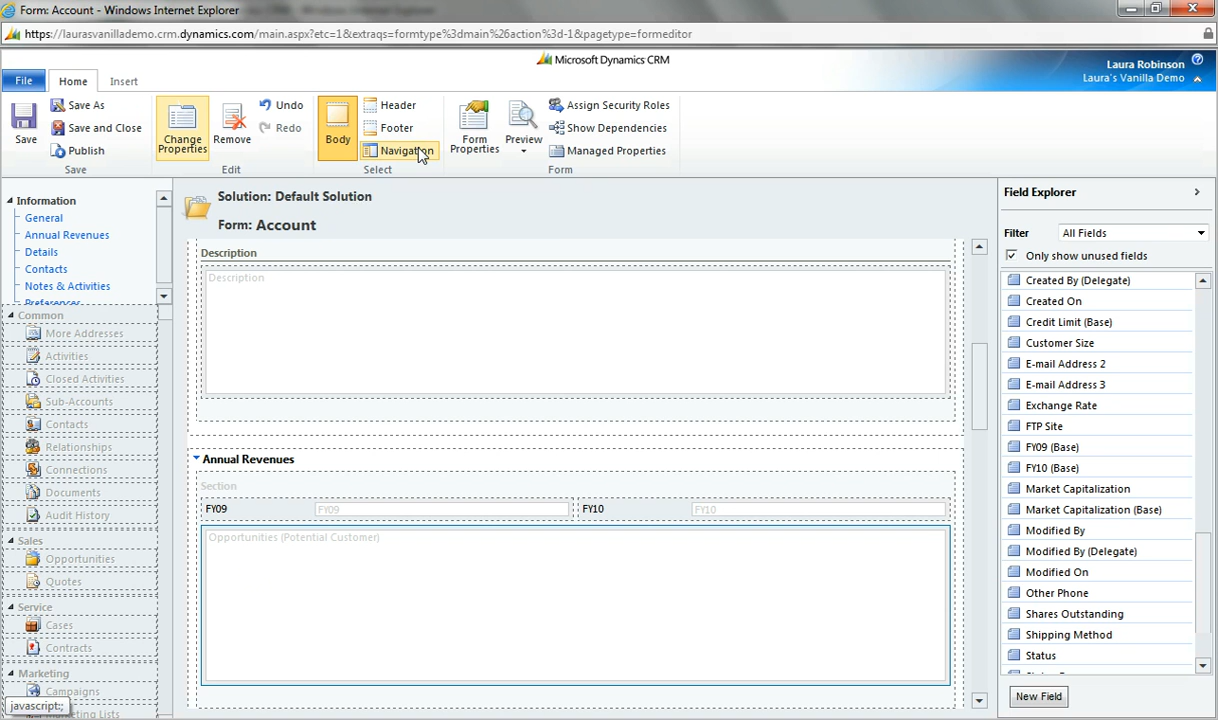 Form: Account - Windows Internet Explorer
https://laurasvanillademo.crm.dynamics.com/main.aspx?etc=1&extraqs=formtype%3dmain%26action%3d-1&pagetype=formeditor
Microsoft Dynamics CRM
Laura Robinson
Laura's Vanilla Demo
File
Home
Insert
Save
Save As
Save and Close
Publish
Save
Change Properties
Remove
Undo
Redo
Edit
Body
Header
Footer
Navigation
Select
Form Properties
Preview
Assign Security Roles
Show Dependencies
Managed Properties
Form
Information
General
Annual Revenues
Details
Contacts
Notes & Activities
Preferences
Common
More Addresses
Activities
Closed Activities
Sub-Accounts
Contacts
Relationships
Connections
Documents
Audit History
Sales
Opportunities
Quotes
Service
Cases
Contracts
Marketing
Campaigns
Marketing Lists
javascript:;
Solution: Default Solution
Form: Account
Description
Description
Annual Revenues
Section
FY09 FY09 FY10 FY10
Opportunities (Potential Customer)
Field Explorer
Filter All Fields
Only show unused fields
Created By (Delegate)
Created On
Credit Limit (Base)
Customer Size
E-mail Address 2
E-mail Address 3
Exchange Rate
FTP Site
FY09 (Base)
FY10 (Base)
Market Capitalization
Market Capitalization (Base)
Modified By
Modified By (Delegate)
Modified On
Other Phone
Shares Outstanding
Shipping Method
Status
New Field